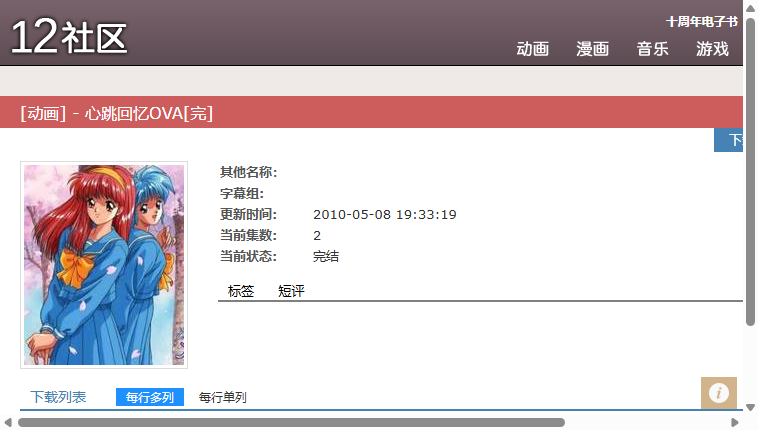 12社区
十周年电子书
动画 漫画 音乐 游戏
[动画] - 心跳回忆OVA[完]
其他名称:
字幕组:
更新时间: 2010-05-08 19:33:19
当前集数: 2
当前状态: 完结
标签 短评
下载列表 每行多列 每行单列